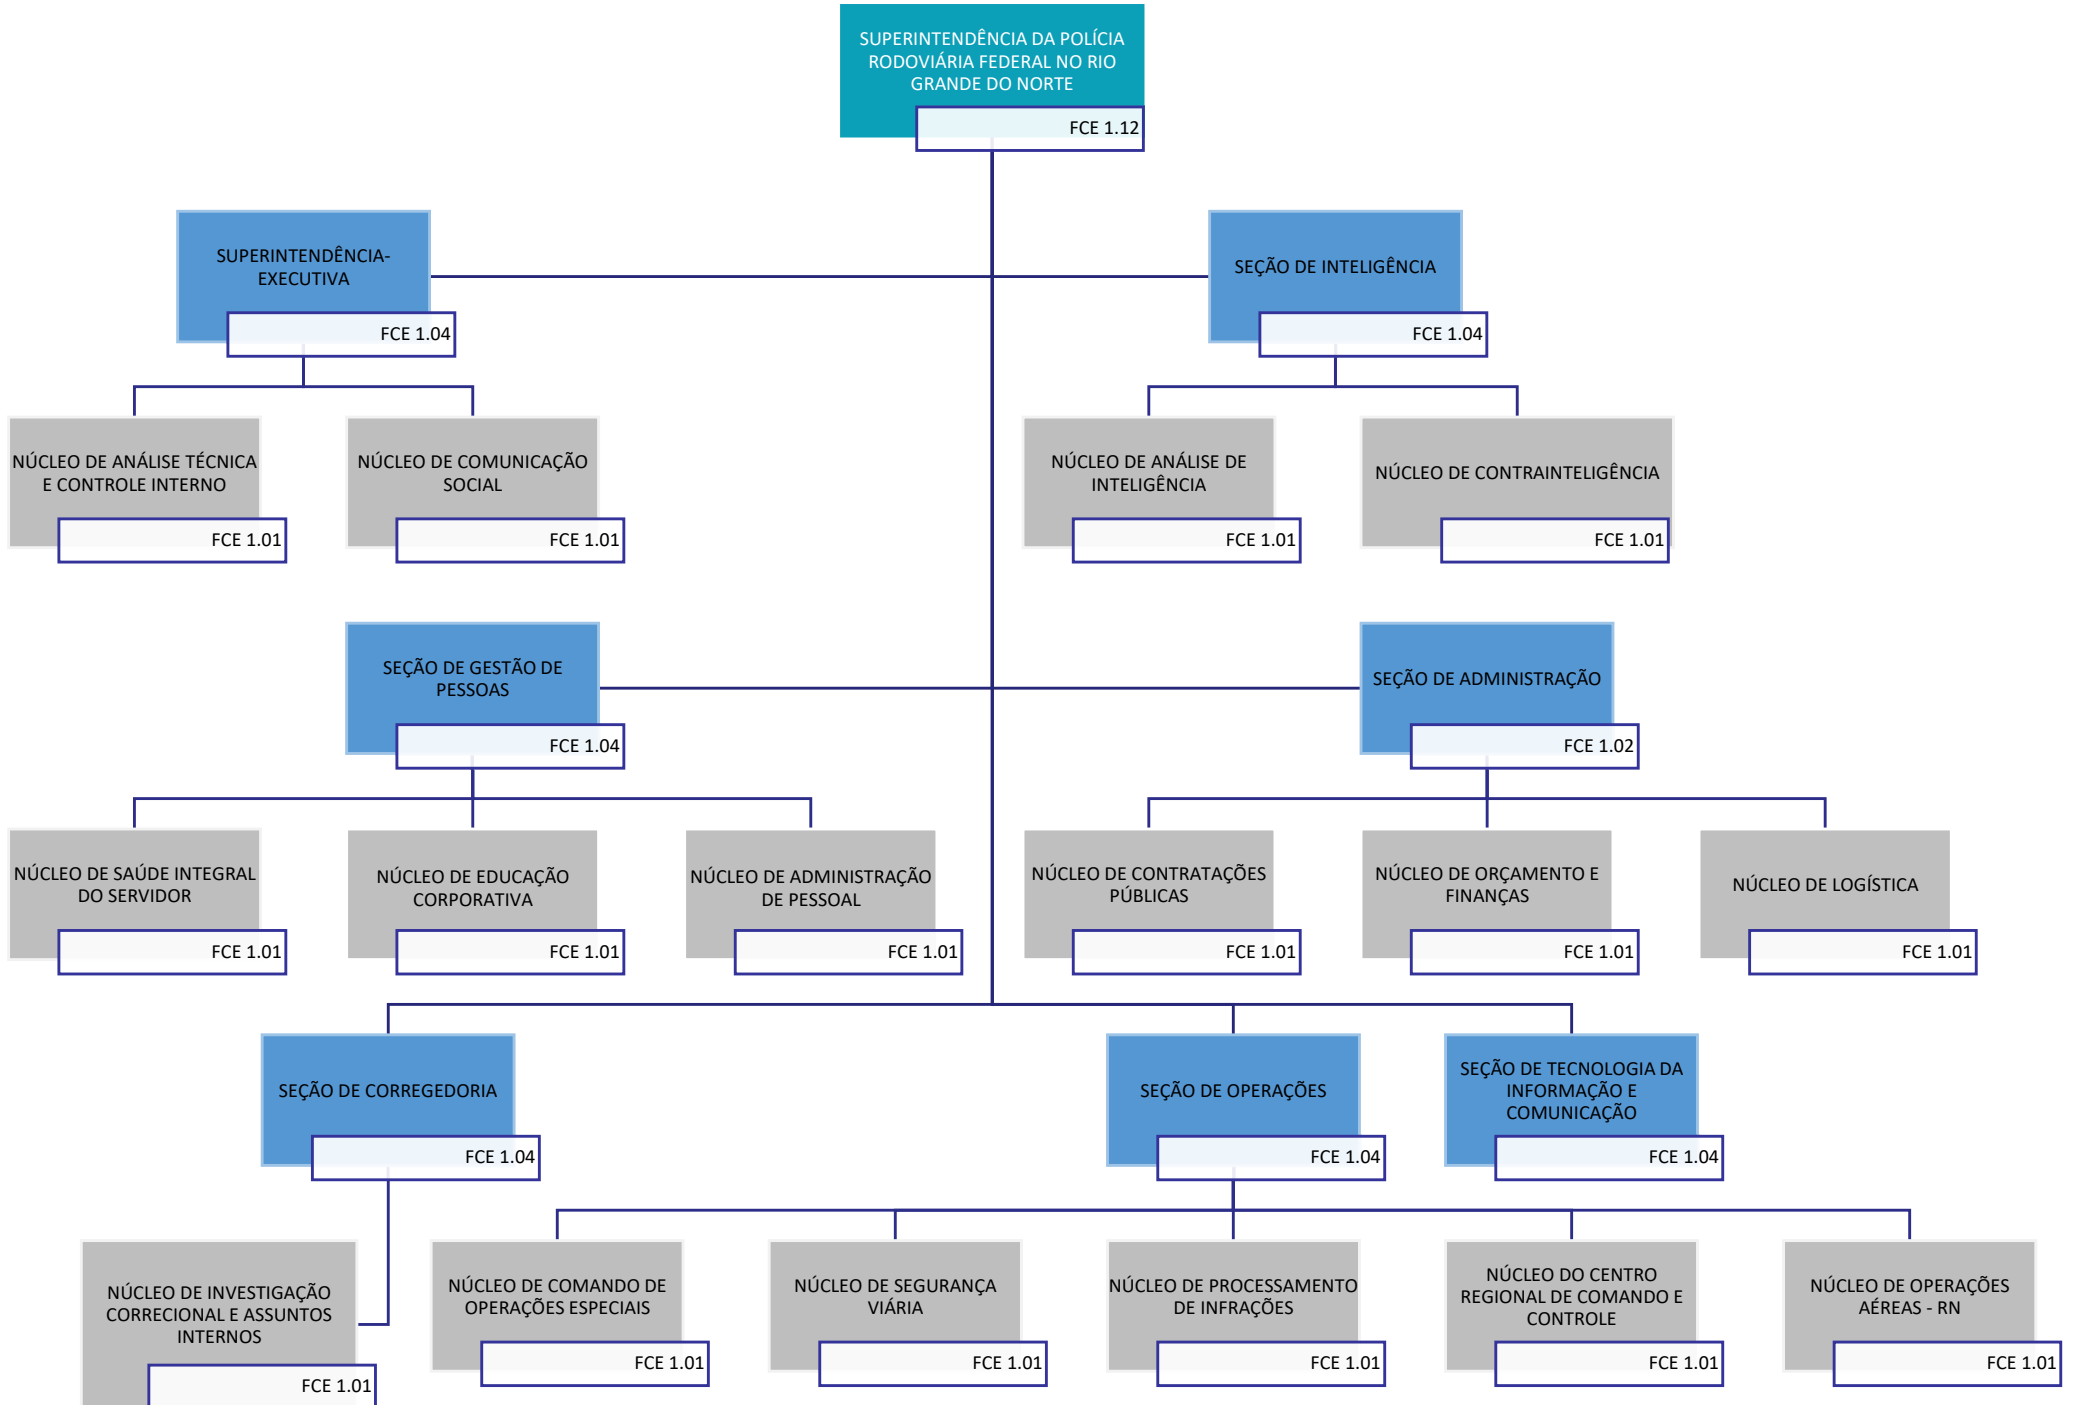 SUPERINTENDÊNCIA DA POLÍCIA
RODOVIÁRIA FEDERAL NO RIO
GRANDE DO NORTE
FCE 1.12
SUPERINTENDÊNCIA-
EXECUTIVA
FCE 1.04
SEÇÃO DE INTELIGÊNCIA
FCE 1.04
NÚCLEO DE ANÁLISE TÉCNICA
E CONTROLE INTERNO
FCE 1.01
NÚCLEO DE COMUNICAÇÃO
SOCIAL
FCE 1.01
NÚCLEO DE ANÁLISE DE
INTELIGÊNCIA
FCE 1.01
NÚCLEO DE CONTRAINTELIGÊNCIA
FCE 1.01
SEÇÃO DE GESTÃO DE
PESSOAS
FCE 1.04
SEÇÃO DE ADMINISTRAÇÃO
FCE 1.02
NÚCLEO DE SAÚDE INTEGRAL
DO SERVIDOR
FCE 1.01
NÚCLEO DE EDUCAÇÃO
CORPORATIVA
FCE 1.01
NÚCLEO DE ADMINISTRAÇÃO
DE PESSOAL
FCE 1.01
NÚCLEO DE CONTRATAÇÕES
PÚBLICAS
FCE 1.01
NÚCLEO DE ORÇAMENTO E
FINANÇAS
FCE 1.01
NÚCLEO DE LOGÍSTICA
FCE 1.01
SEÇÃO DE CORREGEDORIA
FCE 1.04
SEÇÃO DE OPERAÇÕES
FCE 1.04
SEÇÃO DE TECNOLOGIA DA
INFORMAÇÃO E
COMUNICAÇÃO
FCE 1.04
NÚCLEO DE INVESTIGAÇÃO
CORRECIONAL E ASSUNTOS
INTERNOS
FCE 1.01
NÚCLEO DE COMANDO DE
OPERAÇÕES ESPECIAIS
FCE 1.01
NÚCLEO DE SEGURANÇA
VIÁRIA
FCE 1.01
NÚCLEO DE PROCESSAMENTO
DE INFRAÇÕES
FCE 1.01
NÚCLEO DO CENTRO
REGIONAL DE COMANDO E
CONTROLE
FCE 1.01
NÚCLEO DE OPERAÇÕES
AÉREAS - RN
FCE 1.01